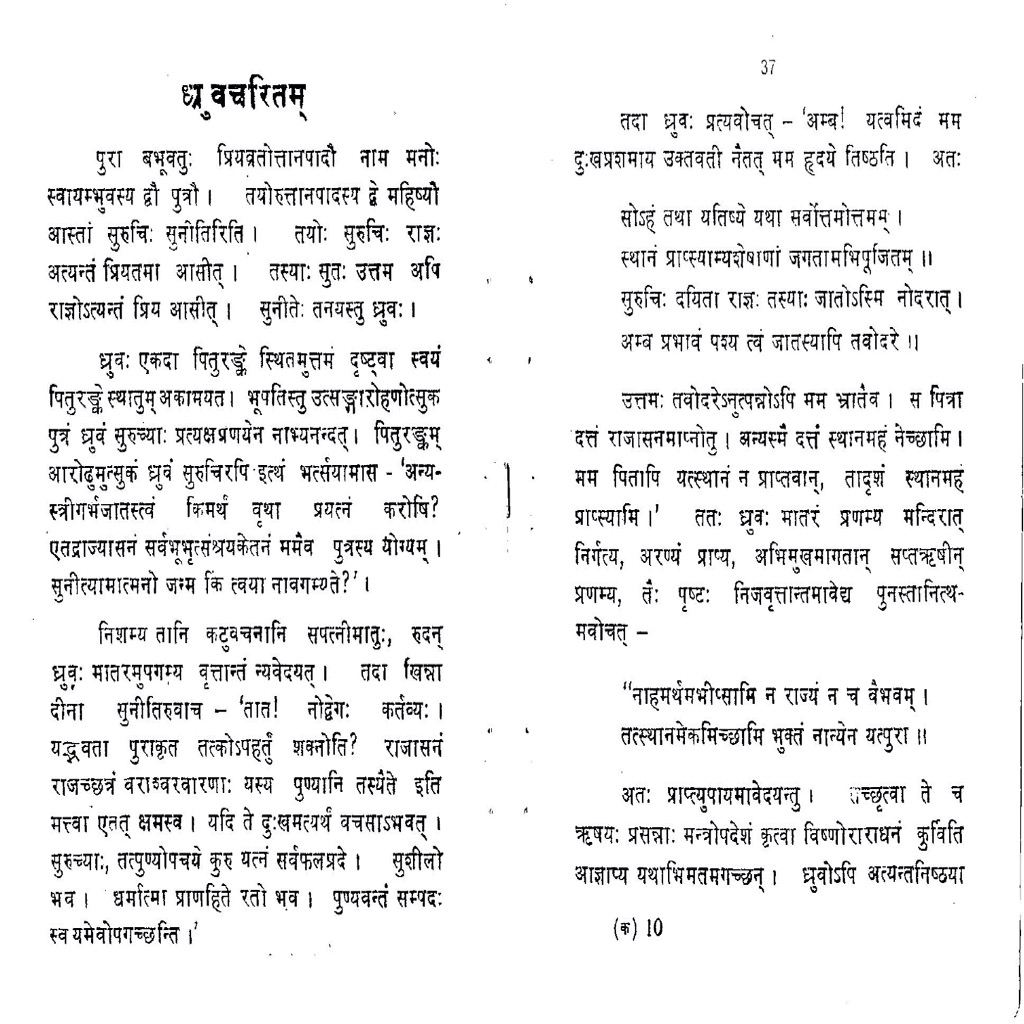 ध्रुवचरितम्
पुरा बभूवतुः प्रियव्रतोत्तानपादौ नाम मनोः
स्वायम्भुवस्य द्वौ पुत्रौ । तयोरुत्तानपादस्य द्वे महिष्यौ
आस्तां सुरुचिः सुनीतिरिति । तयोः सुरुचिः राज्ञः
अत्यन्तं प्रियतमा आसीत् । तस्याः सुतः उत्तम अपि
राज्ञोऽत्यन्तं प्रिय आसीत् । सुनीतेः तनयस्तु ध्रुवः ।
ध्रुवः एकदा पितुरङ्के स्थितमुत्तमं दृष्ट्वा स्वयं
पितुरङ्के स्थातुम् अकामयत । भूपतिस्तु उत्सङ्गारोहणोत्सुक
पुत्रं ध्रुवं सुरुच्याः प्रत्यक्षप्रणयेन नाभ्यनन्दत् । पितुरङ्कम्
आरोढुमुत्सुकं ध्रुवं सुरुचिरपि इत्थं भर्त्सयामास - 'अन्य-
स्त्रीगर्भजातस्त्वं किमर्थं वृथा प्रयत्नं करोषि?
एतद्राज्यासनं सर्वभूभृत्संश्रयकेतनं ममैव पुत्रस्य योग्यम् ।
सुनीत्यामात्मनो जन्म किं त्वया नावगम्यते?' ।
निशम्य तानि कटुवचनानि सपत्नीमातुः, रुदन्
ध्रुवः मातरमुपगम्य वृत्तान्तं न्यवेदयत् । तदा खिन्ना
दीना सुनीतिरुवाच - 'तात! नोद्वेगः कर्तव्यः ।
यद्भवता पुराकृत तत्कोऽपहर्तुं शक्नोति? राजासनं
राजच्छत्रं वराश्वरवारणाः यस्य पुण्यानि तस्यैते इति
मत्त्वा एतत् क्षमस्व । यदि ते दुःखमत्यर्थं वचसाऽभवत् ।
सुरुच्याः, तत्पुण्योपचये कुरु यत्नं सर्वफलप्रदे । सुशीलो
भव । धर्मात्मा प्राणहिते रतो भव । पुण्यवन्तं सम्पदः
स्वयमेवोपगच्छन्ति ।'
37
तदा ध्रुवः प्रत्यवोचत् - 'अम्ब! यत्वमिदं मम
दुःखप्रशमाय उक्तवती नैतत् मम हृदये तिष्ठति । अतः
सोऽहं तथा यतिष्ये यथा सर्वोत्तमोत्तमम् ।
स्थानं प्राप्स्याम्यशेषाणां जगतामभिपूजितम् ॥
सुरुचिः दयिता राज्ञः तस्याः जातोऽस्मि नोदरात् ।
अम्ब प्रभावं पश्य त्वं जातस्यापि तवोदरे ॥
उत्तमः तवोदरेऽनुत्पन्नोऽपि मम भ्रातैव । स पित्रा
दत्तं राजासनमाप्नोतु । अन्यस्मै दत्तं स्थानमहं नेच्छामि ।
मम पितापि यत्स्थानं न प्राप्तवान्, तादृशं स्थानमहं
प्राप्स्यामि ।' ततः ध्रुवः मातरं प्रणम्य मन्दिरात्
निर्गत्य, अरण्यं प्राप्य, अभिमुखमागतान् सप्तऋषीन्
प्रणम्य, तैः पृष्टः निजवृत्तान्तमावेद्य पुनस्तानित्थ-
मवोचत् -
"नाहमर्थमभीप्सामि न राज्यं न च वैभवम् ।
तत्स्थानमेकमिच्छामि भुक्तं नान्येन यत्पुरा ॥
अतः प्राप्त्युपायमावेदयन्तु । तच्छृत्वा ते च
ऋषयः प्रसन्नाः मन्त्रोपदेशं कृत्वा विष्णोराराधनं कुर्विति
आज्ञाप्य यथाभिमतमगच्छन् । ध्रुवोऽपि अत्यन्तनिष्ठया
(क) 10